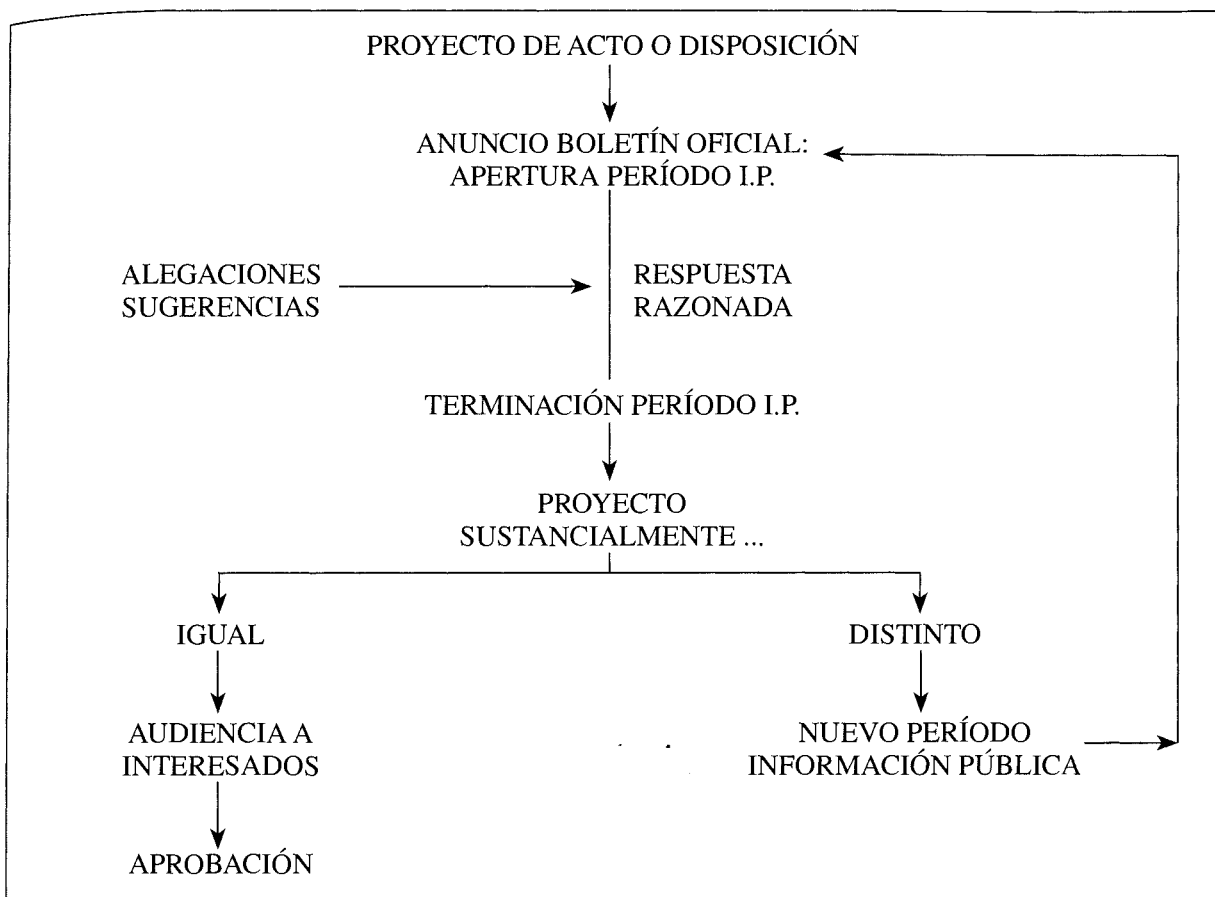 PROYECTO DE ACTO O DISPOSICIÓN
ANUNCIO BOLETÍN OFICIAL:
APERTURA PERÍODO I.P.
ALEGACIONES
SUGERENCIAS
RESPUESTA
RAZONADA
TERMINACIÓN PERÍODO I.P.
PROYECTO
SUSTANCIALMENTE ...
IGUAL
DISTINTO
AUDIENCIA A
INTERESADOS
NUEVO PERÍODO
INFORMACIÓN PÚBLICA
APROBACIÓN